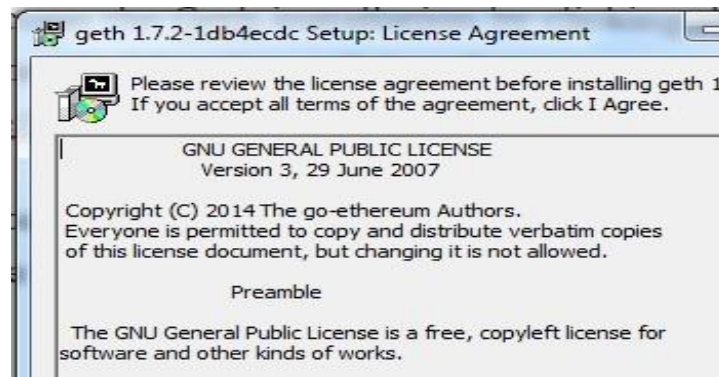 geth 1.7.2-1db4ecdc Setup: License Agreement
Please review the license agreement before installing geth 1
If you accept all terms of the agreement, click I Agree.
GNU GENERAL PUBLIC LICENSE
Version 3, 29 June 2007
Copyright (C) 2014 The go-ethereum Authors.
Everyone is permitted to copy and distribute verbatim copies
of this license document, but changing it is not allowed.
Preamble
The GNU General Public License is a free, copyleft license for
software and other kinds of works.